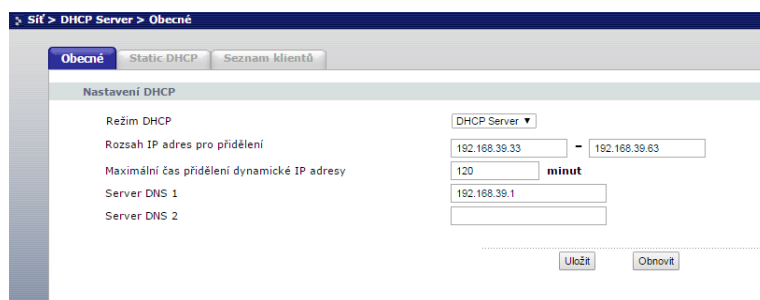 Síť > DHCP Server > Obecné
Obecné Static DHCP Seznam klientů
Nastavení DHCP
Režim DHCP DHCP Server ▼
Rozsah IP adres pro přidělení 192.168.39.33 – 192.168.39.63
Maximální čas přidělení dynamické IP adresy 120 minut
Server DNS 1 192.168.39.1
Server DNS 2
Uložit Obnovit